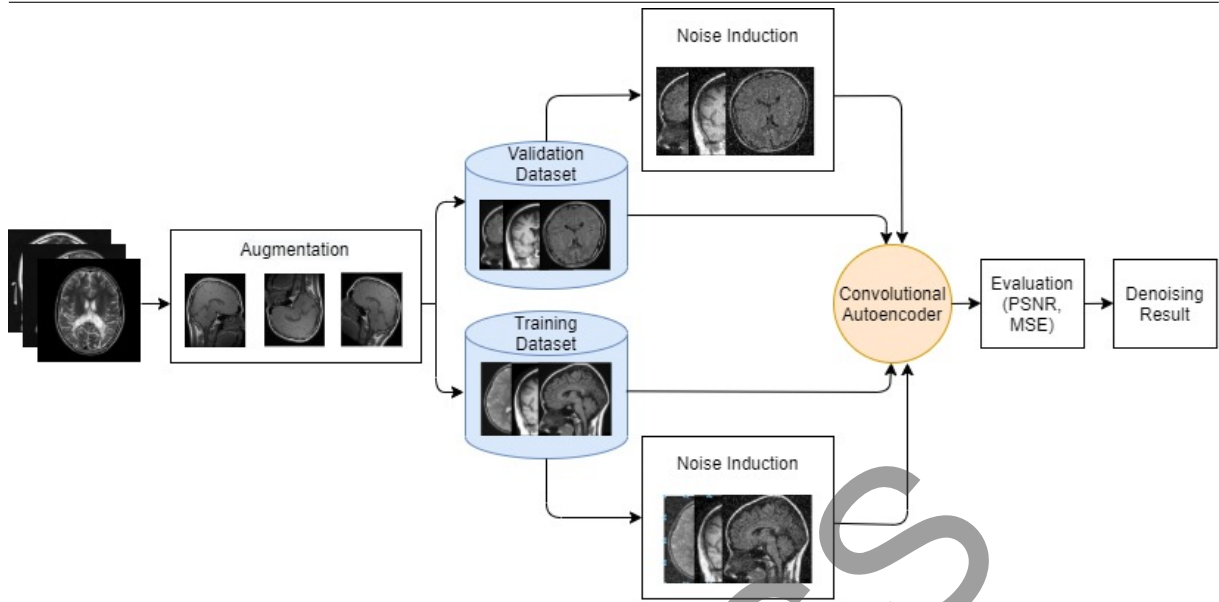 Noise Induction
Validation
Dataset
Augmentation
Training
Dataset
Convolutional
Autoencoder
Evaluation
(PSNR,
MSE)
Denoising
Result
Noise Induction